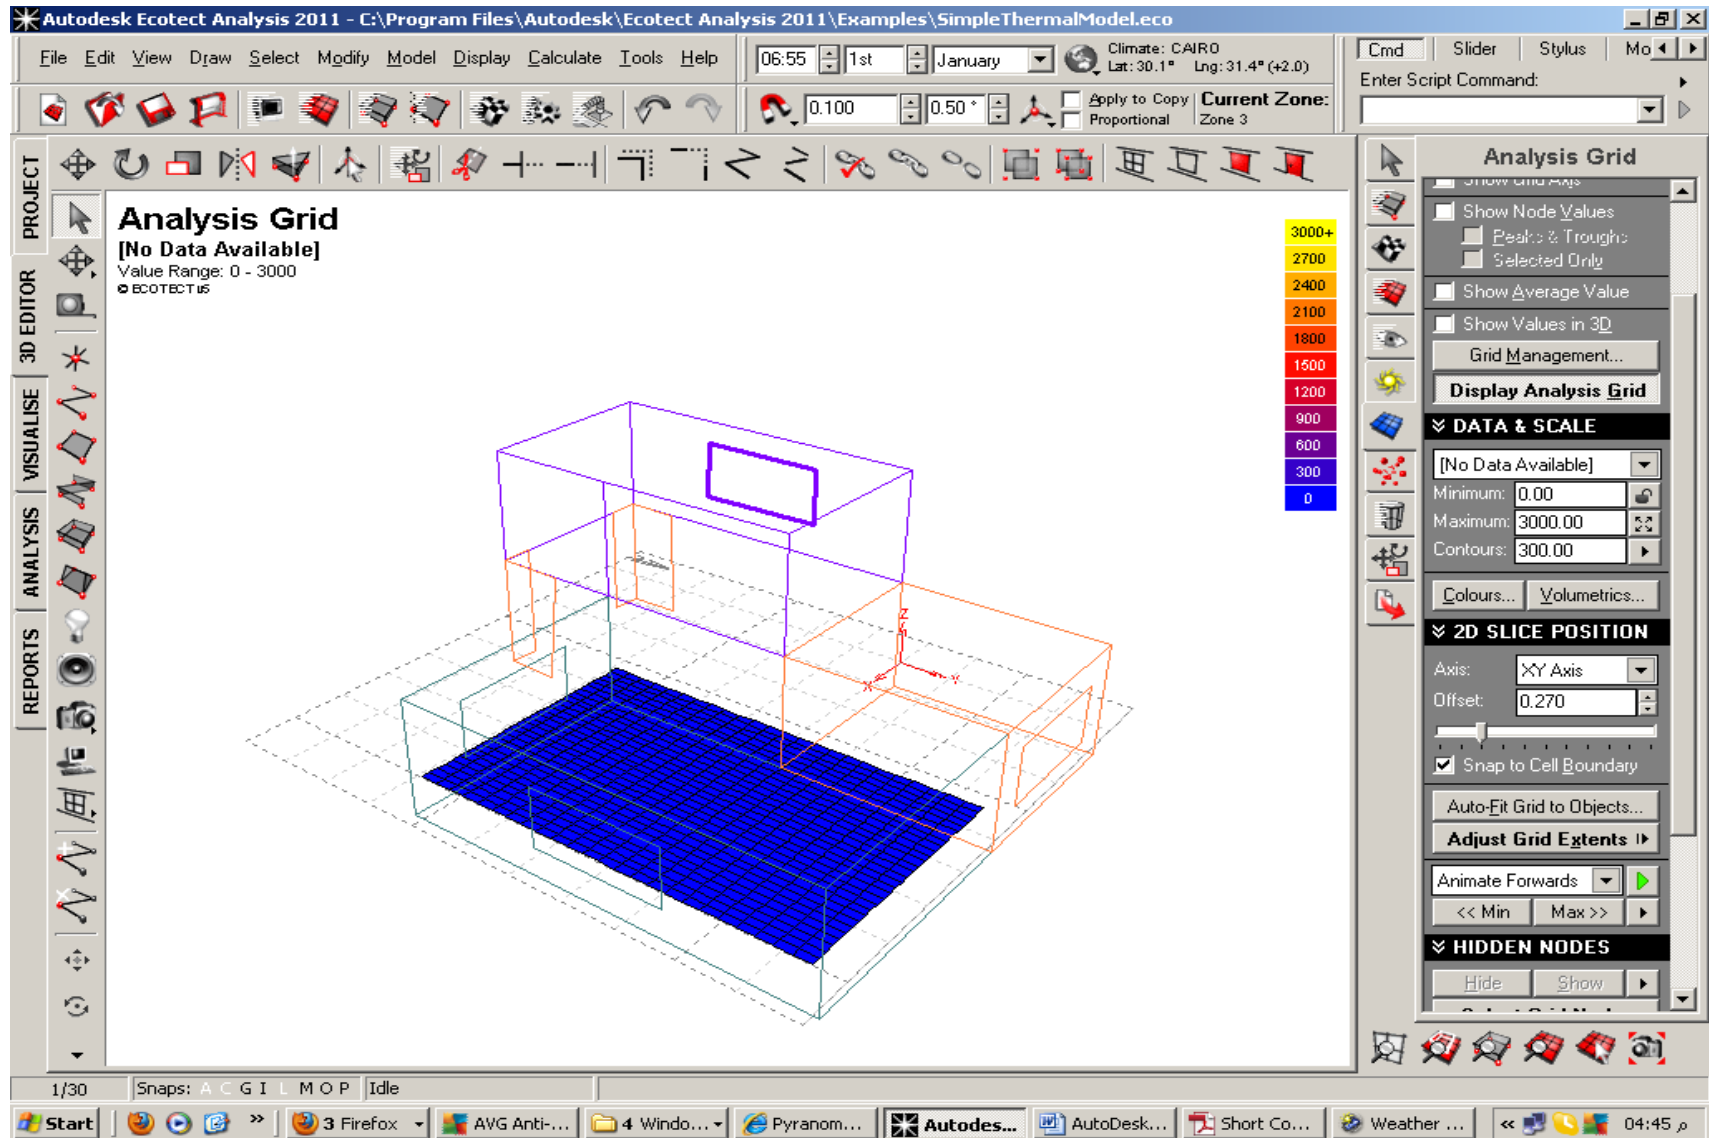 Autodesk Ecotect Analysis 2011 - C:\Program Files\Autodesk\Ecotect Analysis 2011\Examples\SimpleThermalModel.eco
File Edit View Draw Select Modify Model Display Calculate Tools Help
06:55 1st January
Climate: CAIRO
Lat: 30.1° Lng: 31.4° (+2.0)
Cmd Slider Stylus Mo
Enter Script Command:
0.100 0.50 °
Apply to Copy
Proportional
Current Zone:
Zone 3
PROJECT
3D EDITOR
VISUALISE
ANALYSIS
REPORTS
Analysis Grid
[No Data Available]
Value Range: 0 - 3000
© ECOTECT v5
3000+
2700
2400
2100
1800
1500
1200
900
600
300
0
Z
X
Y
Analysis Grid
Show Grid Axis
Show Node Values
Peaks & Troughs
Selected Only
Show Average Value
Show Values in 3D
Grid Management...
Display Analysis Grid
DATA & SCALE
[No Data Available]
Minimum: 0.00
Maximum: 3000.00
Contours: 300.00
Colours... Volumetrics...
2D SLICE POSITION
Axis: XY Axis
Offset: 0.270
Snap to Cell Boundary
Auto-Fit Grid to Objects...
Adjust Grid Extents
Animate Forwards
<< Min Max >>
HIDDEN NODES
Hide Show
1/30 Snaps: A C G I L M O P Idle
Start » 3 Firefox AVG Anti-... 4 Windo... Pyranom... Autodes... AutoDesk... Short Co... Weather ... « 04:45 م